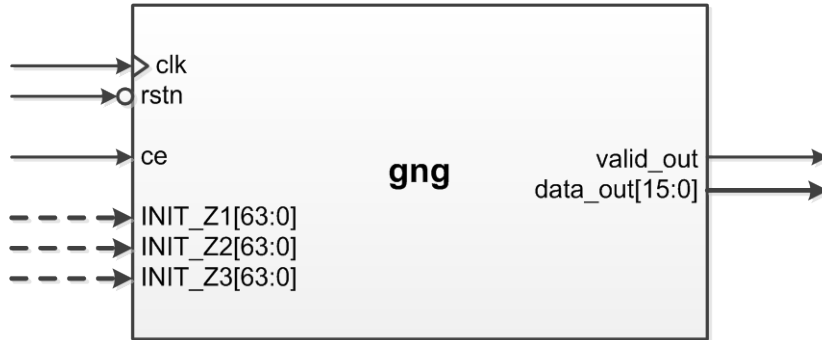 clk
rstn
ce
gng
valid_out
data_out[15:0]
INIT_Z1[63:0]
INIT_Z2[63:0]
INIT_Z3[63:0]